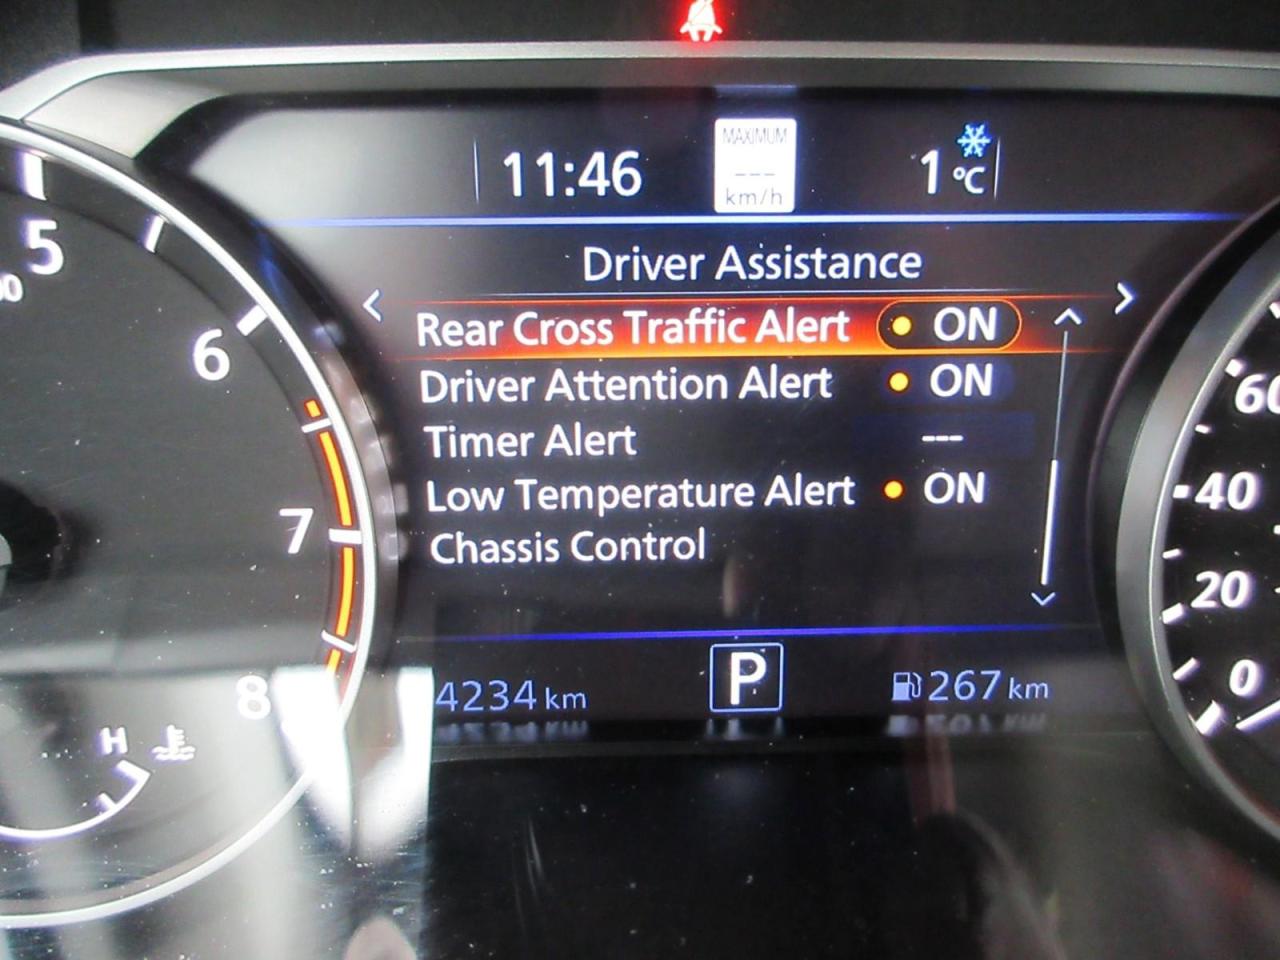 11:46
MAXIMUM
---
km/h
1 °C
Driver Assistance
Rear Cross Traffic Alert ON
Driver Attention Alert ON
Timer Alert ---
Low Temperature Alert ON
Chassis Control
4234 km
P
267 km
5
6
7
8
H
60
40
20
0